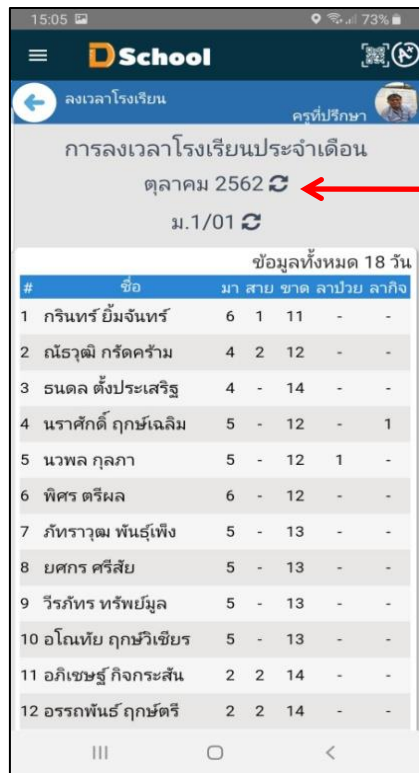 15:05 73%
DSchool
ลงเวลาโรงเรียน
ครูที่ปรึกษา
การลงเวลาโรงเรียนประจำเดือน
ตุลาคม 2562
ม.1/01
ข้อมูลทั้งหมด 18 วัน
# ชื่อ มา สาย ขาด ลาป่วย ลากิจ
1 กรินทร์ ยิ้มจันทร์ 6 1 11 - -
2 ณัธวุฒิ กรัดคร้าม 4 2 12 - -
3 ธนดล ตั้งประเสริฐ 4 - 14 - -
4 นราศักดิ์ ฤกษ์เฉลิม 5 - 12 - 1
5 นวพล กุลภา 5 - 12 1 -
6 พิศร ตรีผล 6 - 12 - -
7 ภัทราวุฒ พันธุ์เพ็ง 5 - 13 - -
8 ยศกร ศรีสัย 5 - 13 - -
9 วีรภัทร ทรัพย์มูล 5 - 13 - -
10 อโณทัย ฤกษ์วิเชียร 5 - 13 - -
11 อภิเชษฐ์ กิจกระสัน 2 2 14 - -
12 อรรถพันธ์ ฤกษ์ตรี 2 2 14 - -